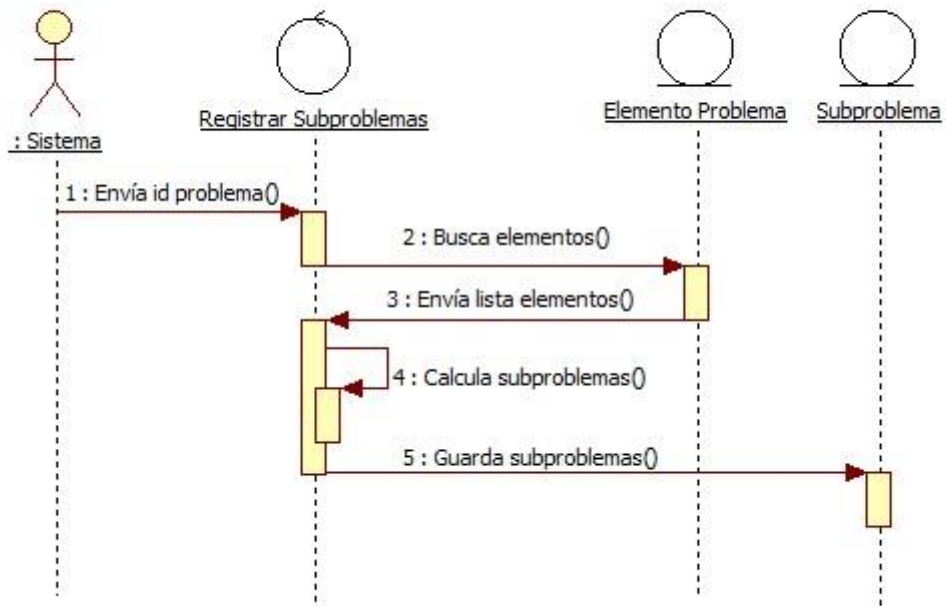 : Sistema
Registrar Subproblemas
Elemento Problema
Subproblema
1 : Envía id problema()
2 : Busca elementos()
3 : Envía lista elementos()
4 : Calcula subproblemas()
5 : Guarda subproblemas()